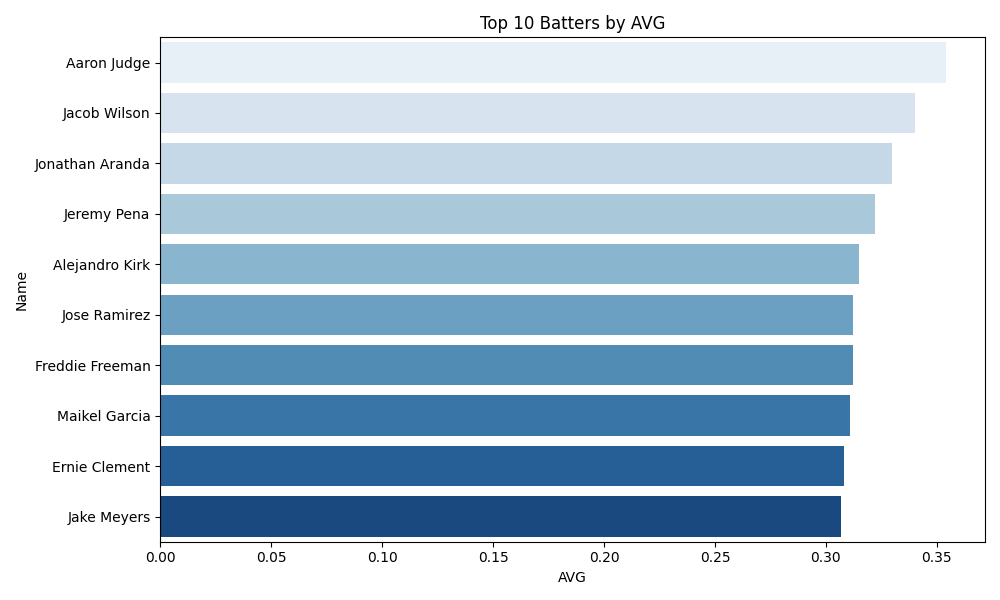 Top 10 Batters by AVG
Name
Aaron Judge
Jacob Wilson
Jonathan Aranda
Jeremy Pena
Alejandro Kirk
Jose Ramirez
Freddie Freeman
Maikel Garcia
Ernie Clement
Jake Meyers
0.00 0.05 0.10 0.15 0.20 0.25 0.30 0.35
AVG